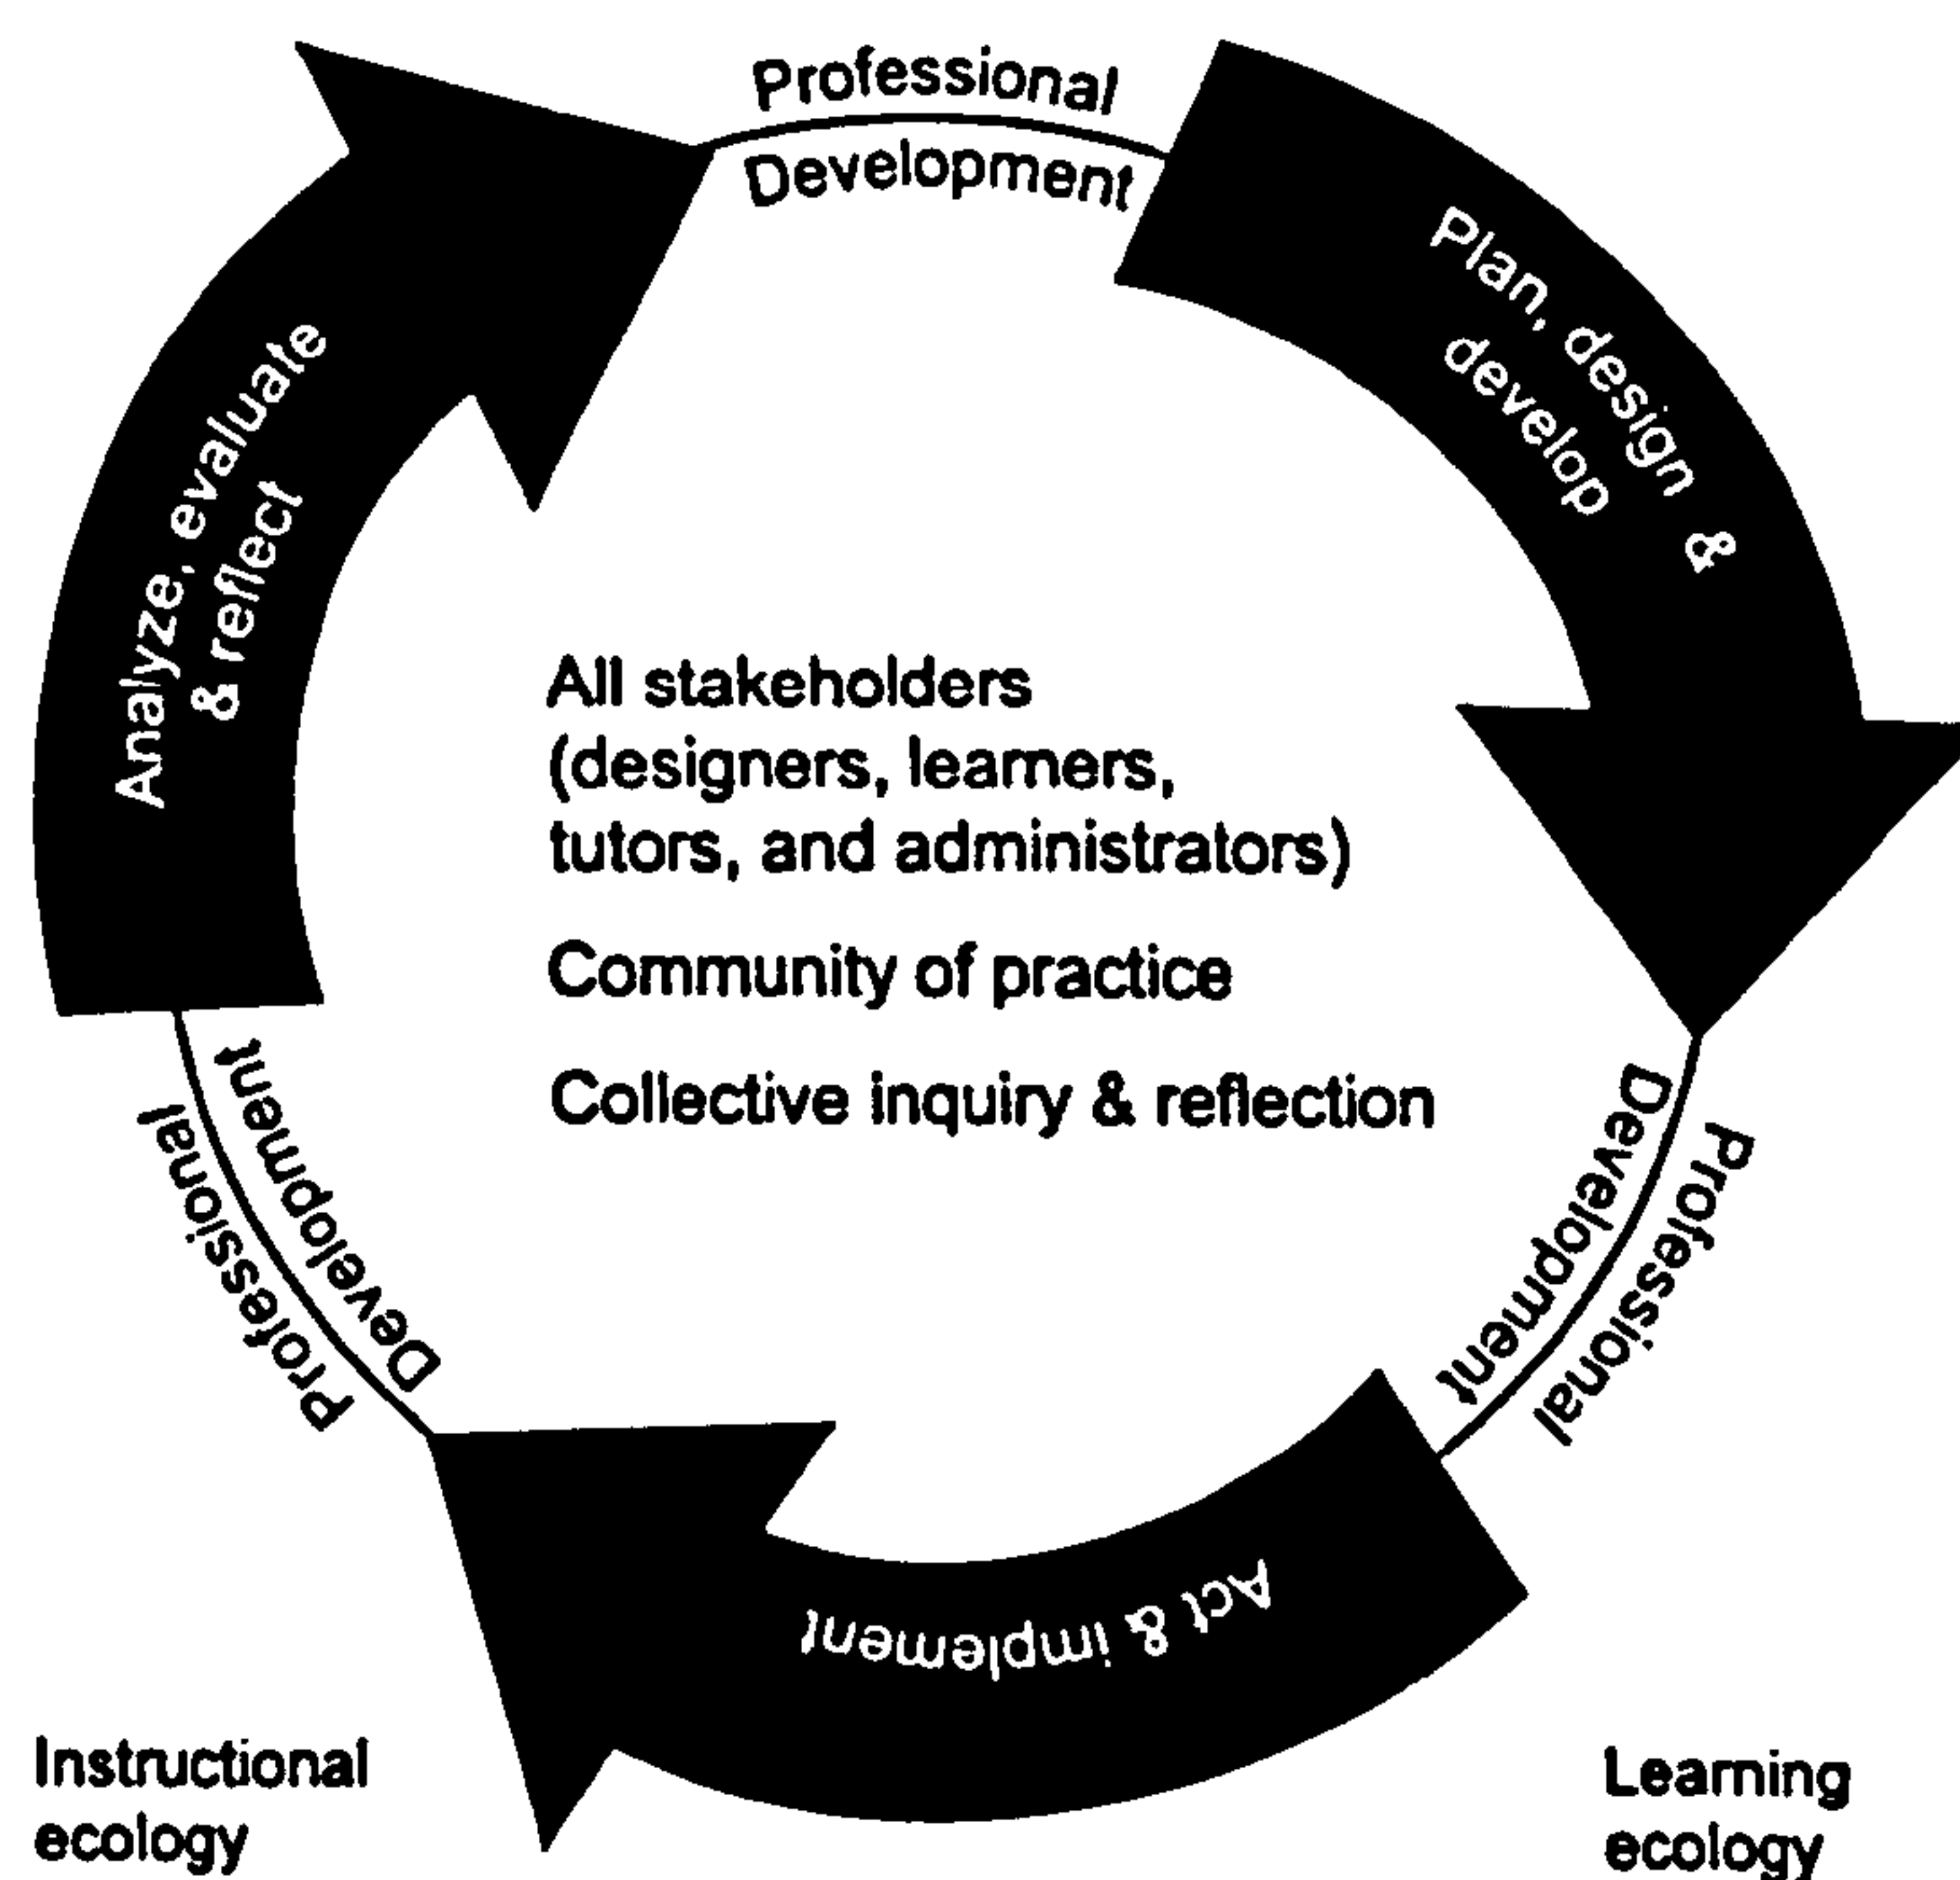 Professional
Development
Plan, design &
develop
Analyze, evaluate
& reflect
All stakeholders
(designers, learners,
tutors, and administrators)
Community of practice
Collective inquiry & reflection
Development
Professional
Development
Professional
Act & implement
Instructional
ecology
Learning
ecology